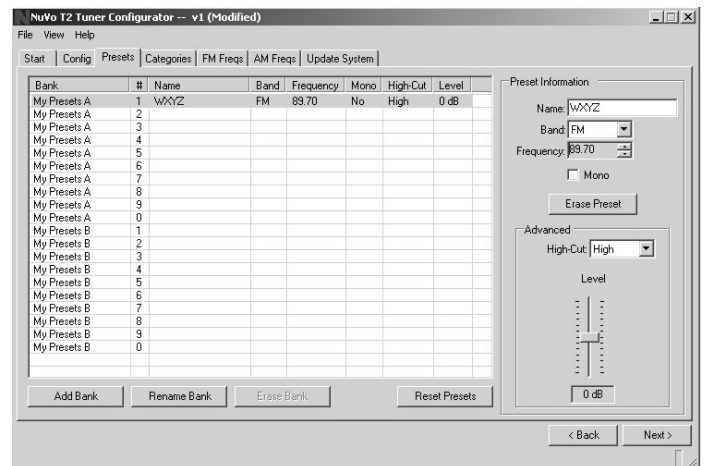 NuVo T2 Tuner Configurator -- v1 (Modified)
File View Help
Start Config Presets Categories FM Freqs AM Freqs Update System
Bank # Name Band Frequency Mono High-Cut Level
My Presets A 1 WXYZ FM 89.70 No High 0 dB
My Presets A 2
My Presets A 3
My Presets A 4
My Presets A 5
My Presets A 6
My Presets A 7
My Presets A 8
My Presets A 9
My Presets A 0
My Presets B 1
My Presets B 2
My Presets B 3
My Presets B 4
My Presets B 5
My Presets B 6
My Presets B 7
My Presets B 8
My Presets B 9
My Presets B 0
Add Bank Rename Bank Erase Bank Reset Presets
Preset Information
Name: WXYZ
Band: FM
Frequency: 89.70
Mono
Erase Preset
Advanced
High-Cut: High
Level
0 dB
< Back Next >